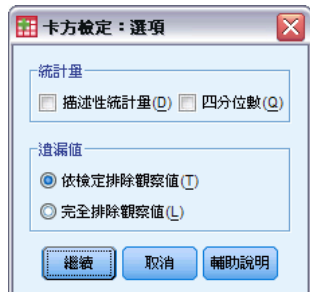 卡方檢定：選項
統計量
描述性統計量(D) 四分位數(Q)
遺漏值
依檢定排除觀察值(T)
完全排除觀察值(L)
繼續 取消 輔助說明